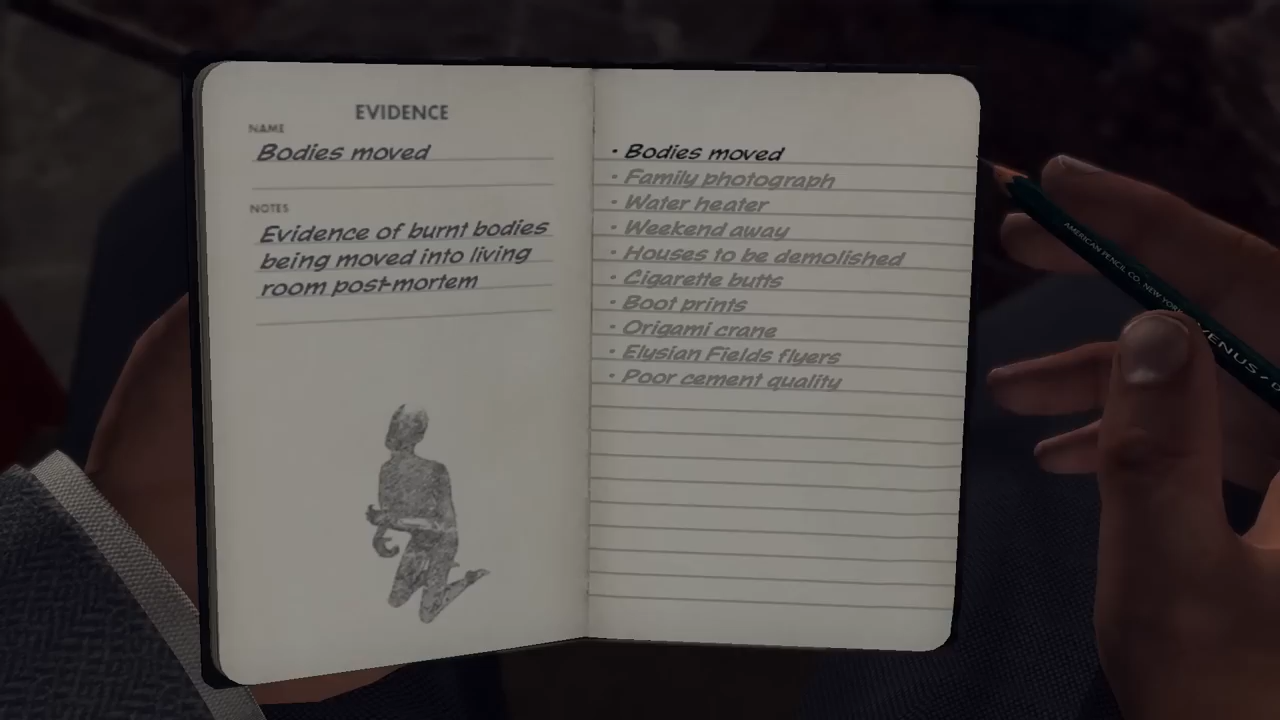 EVIDENCE
NAME
Bodies moved
NOTES
Evidence of burnt bodies
being moved into living
room post-mortem
• Bodies moved
• Family photograph
• Water heater
• Weekend away
• Houses to be demolished
• Cigarette butts
• Boot prints
• Origami crane
• Elysian Fields flyers
• Poor cement quality
AMERICAN PENCIL CO. NEW YORK
VENUS